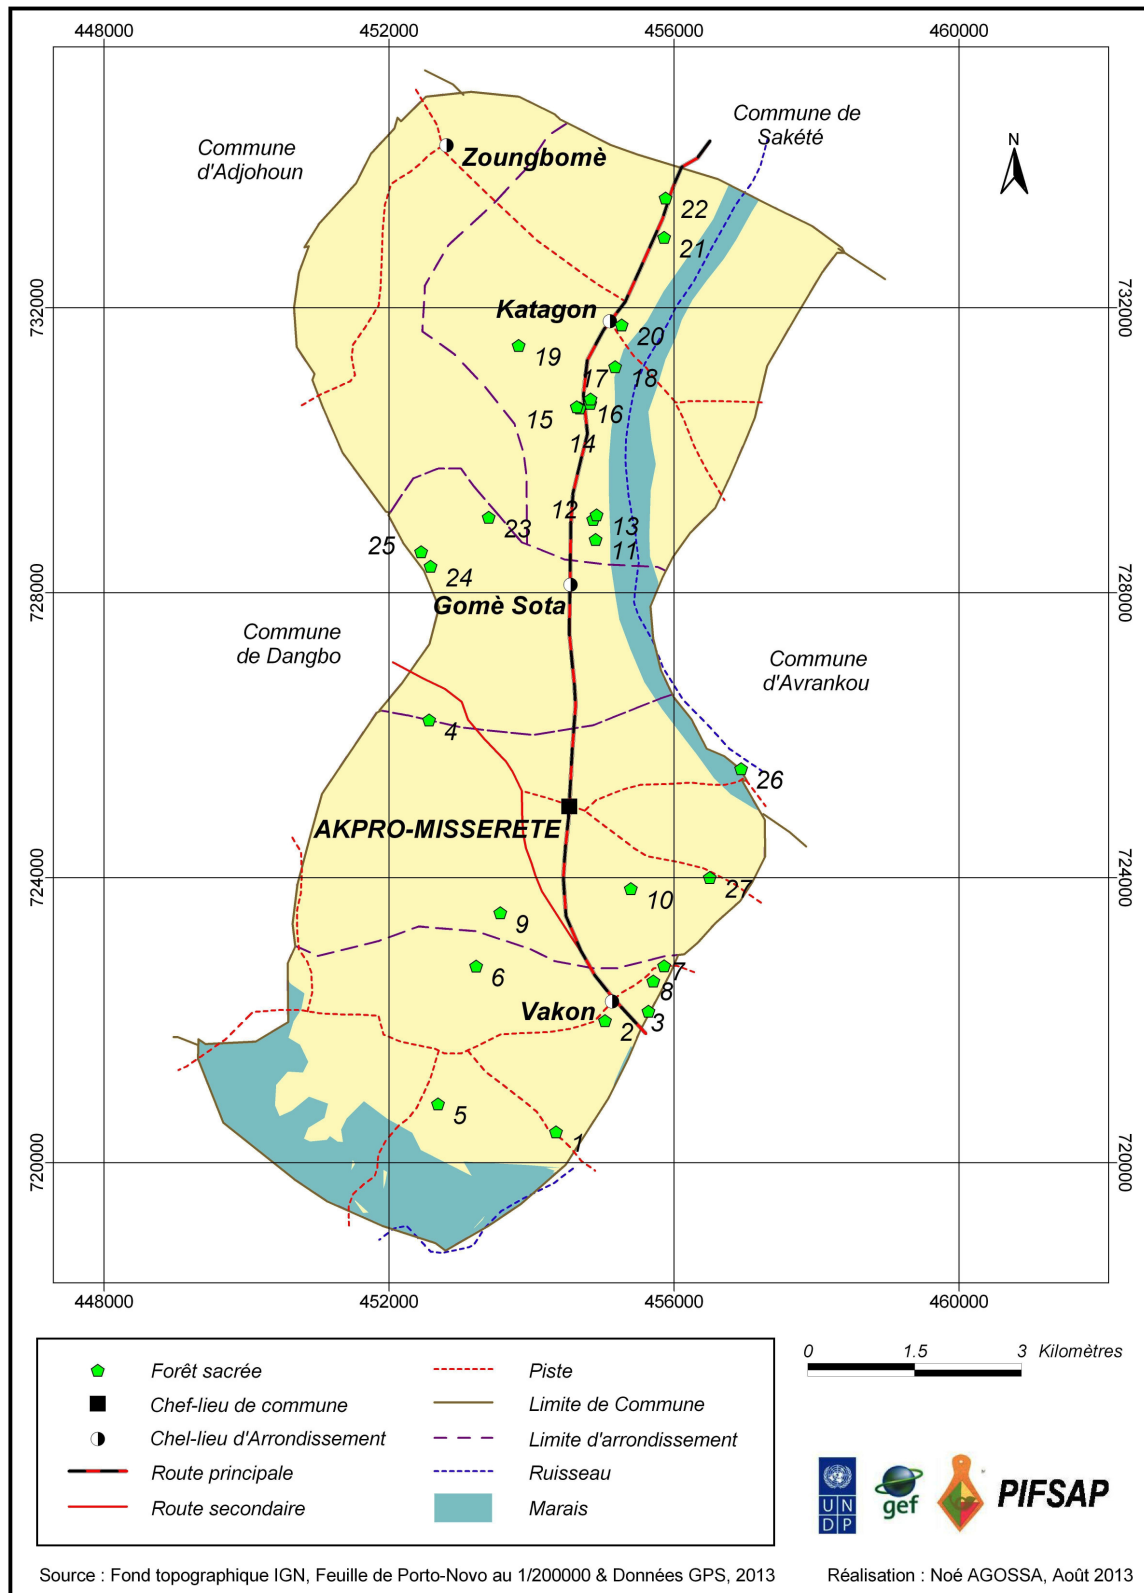 448000
452000
456000
460000
Commune de
Sakété
Commune
d'Adjohoun
N
Zoungbomè
22
21
732000
732000
Katagon
20
19
17
18
15
16
14
12
13
23
11
25
24
728000
728000
Gomè Sota
Commune
de Dangbo
Commune
d'Avrankou
4
26
AKPRO-MISSERETE
724000
724000
27
10
9
6
7
8
Vakon
2
3
5
1
720000
720000
448000
452000
456000
460000
Forêt sacrée
Chef-lieu de commune
Chel-lieu d'Arrondissement
Route principale
Route secondaire
Piste
Limite de Commune
Limite d'arrondissement
Ruisseau
Marais
0 1.5 3 Kilomètres
U N
D P
gef
PIFSAP
Source : Fond topographique IGN, Feuille de Porto-Novo au 1/200000 & Données GPS, 2013
Réalisation : Noé AGOSSA, Août 2013